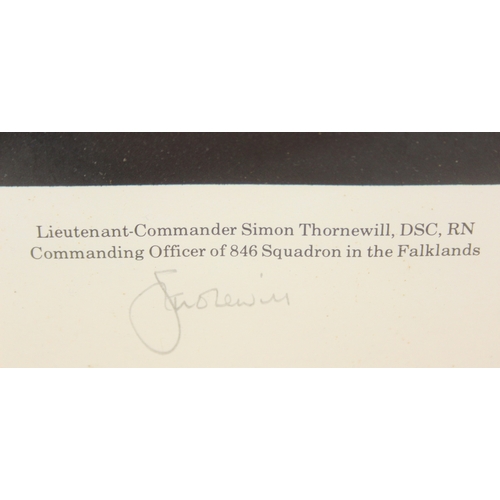 Lieutenant-Commander Simon Thornewill, DSC, RN
Commanding Officer of 846 Squadron in the Falklands